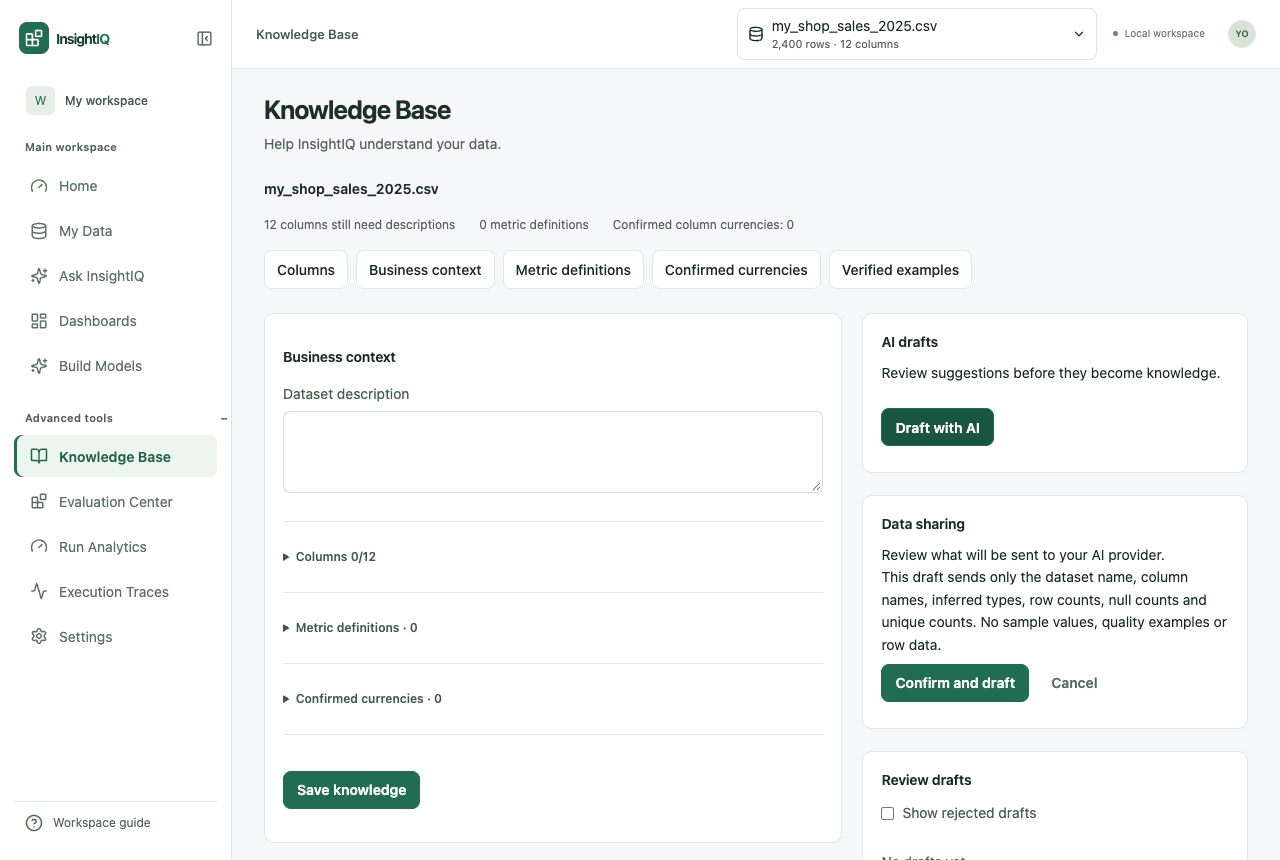 InsightIQ
W
My workspace
Main workspace
Home
My Data
Ask InsightIQ
Dashboards
Build Models
Advanced tools
Knowledge Base
Evaluation Center
Run Analytics
Execution Traces
Settings
Workspace guide
Knowledge Base
my_shop_sales_2025.csv
2,400 rows · 12 columns
Local workspace
YO
Knowledge Base
Help InsightIQ understand your data.
my_shop_sales_2025.csv
12 columns still need descriptions
0 metric definitions
Confirmed column currencies: 0
Columns
Business context
Metric definitions
Confirmed currencies
Verified examples
Business context
Dataset description
Columns 0/12
Metric definitions · 0
Confirmed currencies · 0
Save knowledge
AI drafts
Review suggestions before they become knowledge.
Draft with AI
Data sharing
Review what will be sent to your AI provider.
This draft sends only the dataset name, column
names, inferred types, row counts, null counts and
unique counts. No sample values, quality examples or
row data.
Confirm and draft
Cancel
Review drafts
Show rejected drafts
No drafts yet